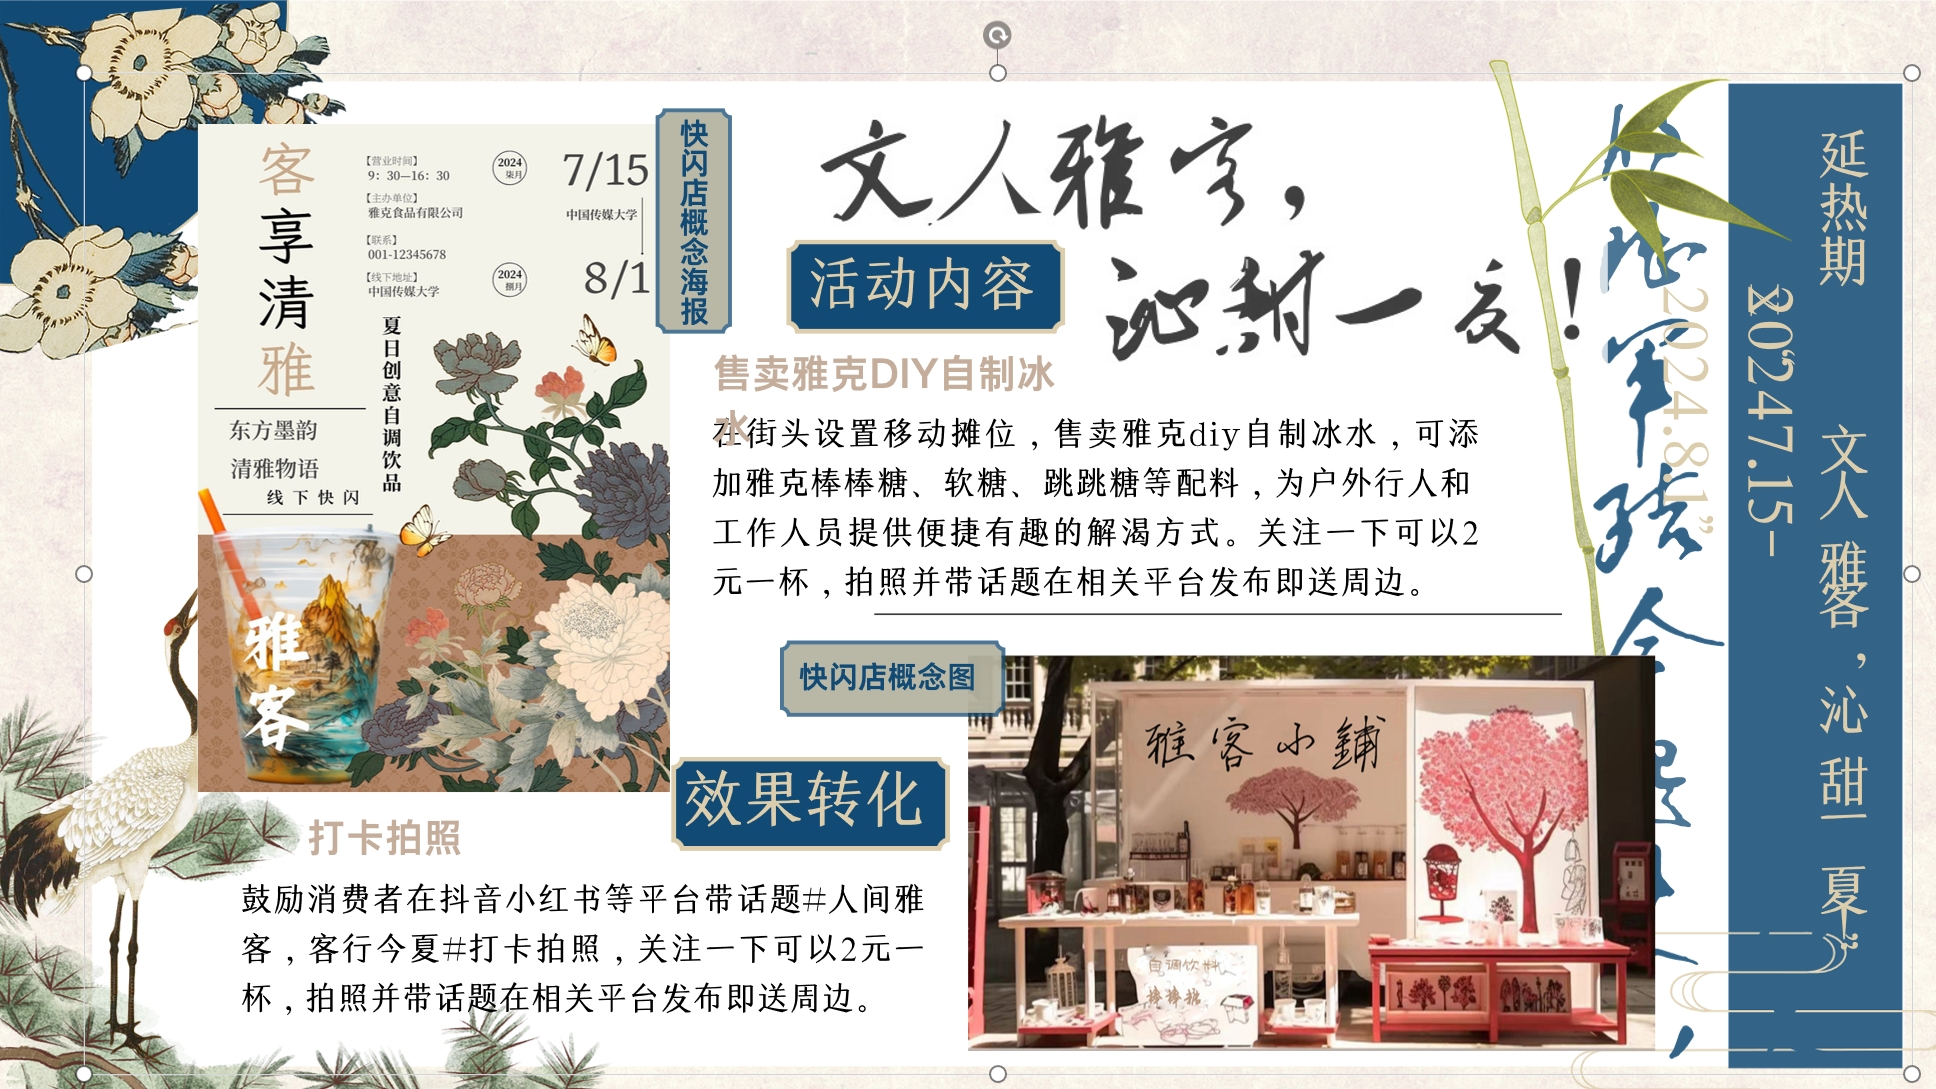 客享清雅
【营业时间】
9：30—16：30
【主办单位】
雅克食品有限公司
【联系】
001-12345678
【线下地址】
中国传媒大学
2024
柒月
7/15
中国传媒大学
2024
捌月
8/1
夏日创意自调饮品
东方墨韵
清雅物语
线下快闪
雅客
快闪店概念海报
文人雅客，
沁甜一夏！
活动内容
售卖雅克DIY自制冰
水
在街头设置移动摊位，售卖雅克diy自制冰水，可添
加雅克棒棒糖、软糖、跳跳糖等配料，为户外行人和
工作人员提供便捷有趣的解渴方式。关注一下可以2
元一杯，拍照并带话题在相关平台发布即送周边。
快闪店概念图
雅客小鋪
自调饮料
棒棒糖
效果转化
打卡拍照
鼓励消费者在抖音小红书等平台带话题#人间雅
客，客行今夏#打卡拍照，关注一下可以2元一
杯，拍照并带话题在相关平台发布即送周边。
延热期
文人雅客，沁甜一夏”
2024.7.15-
2024.8.1”